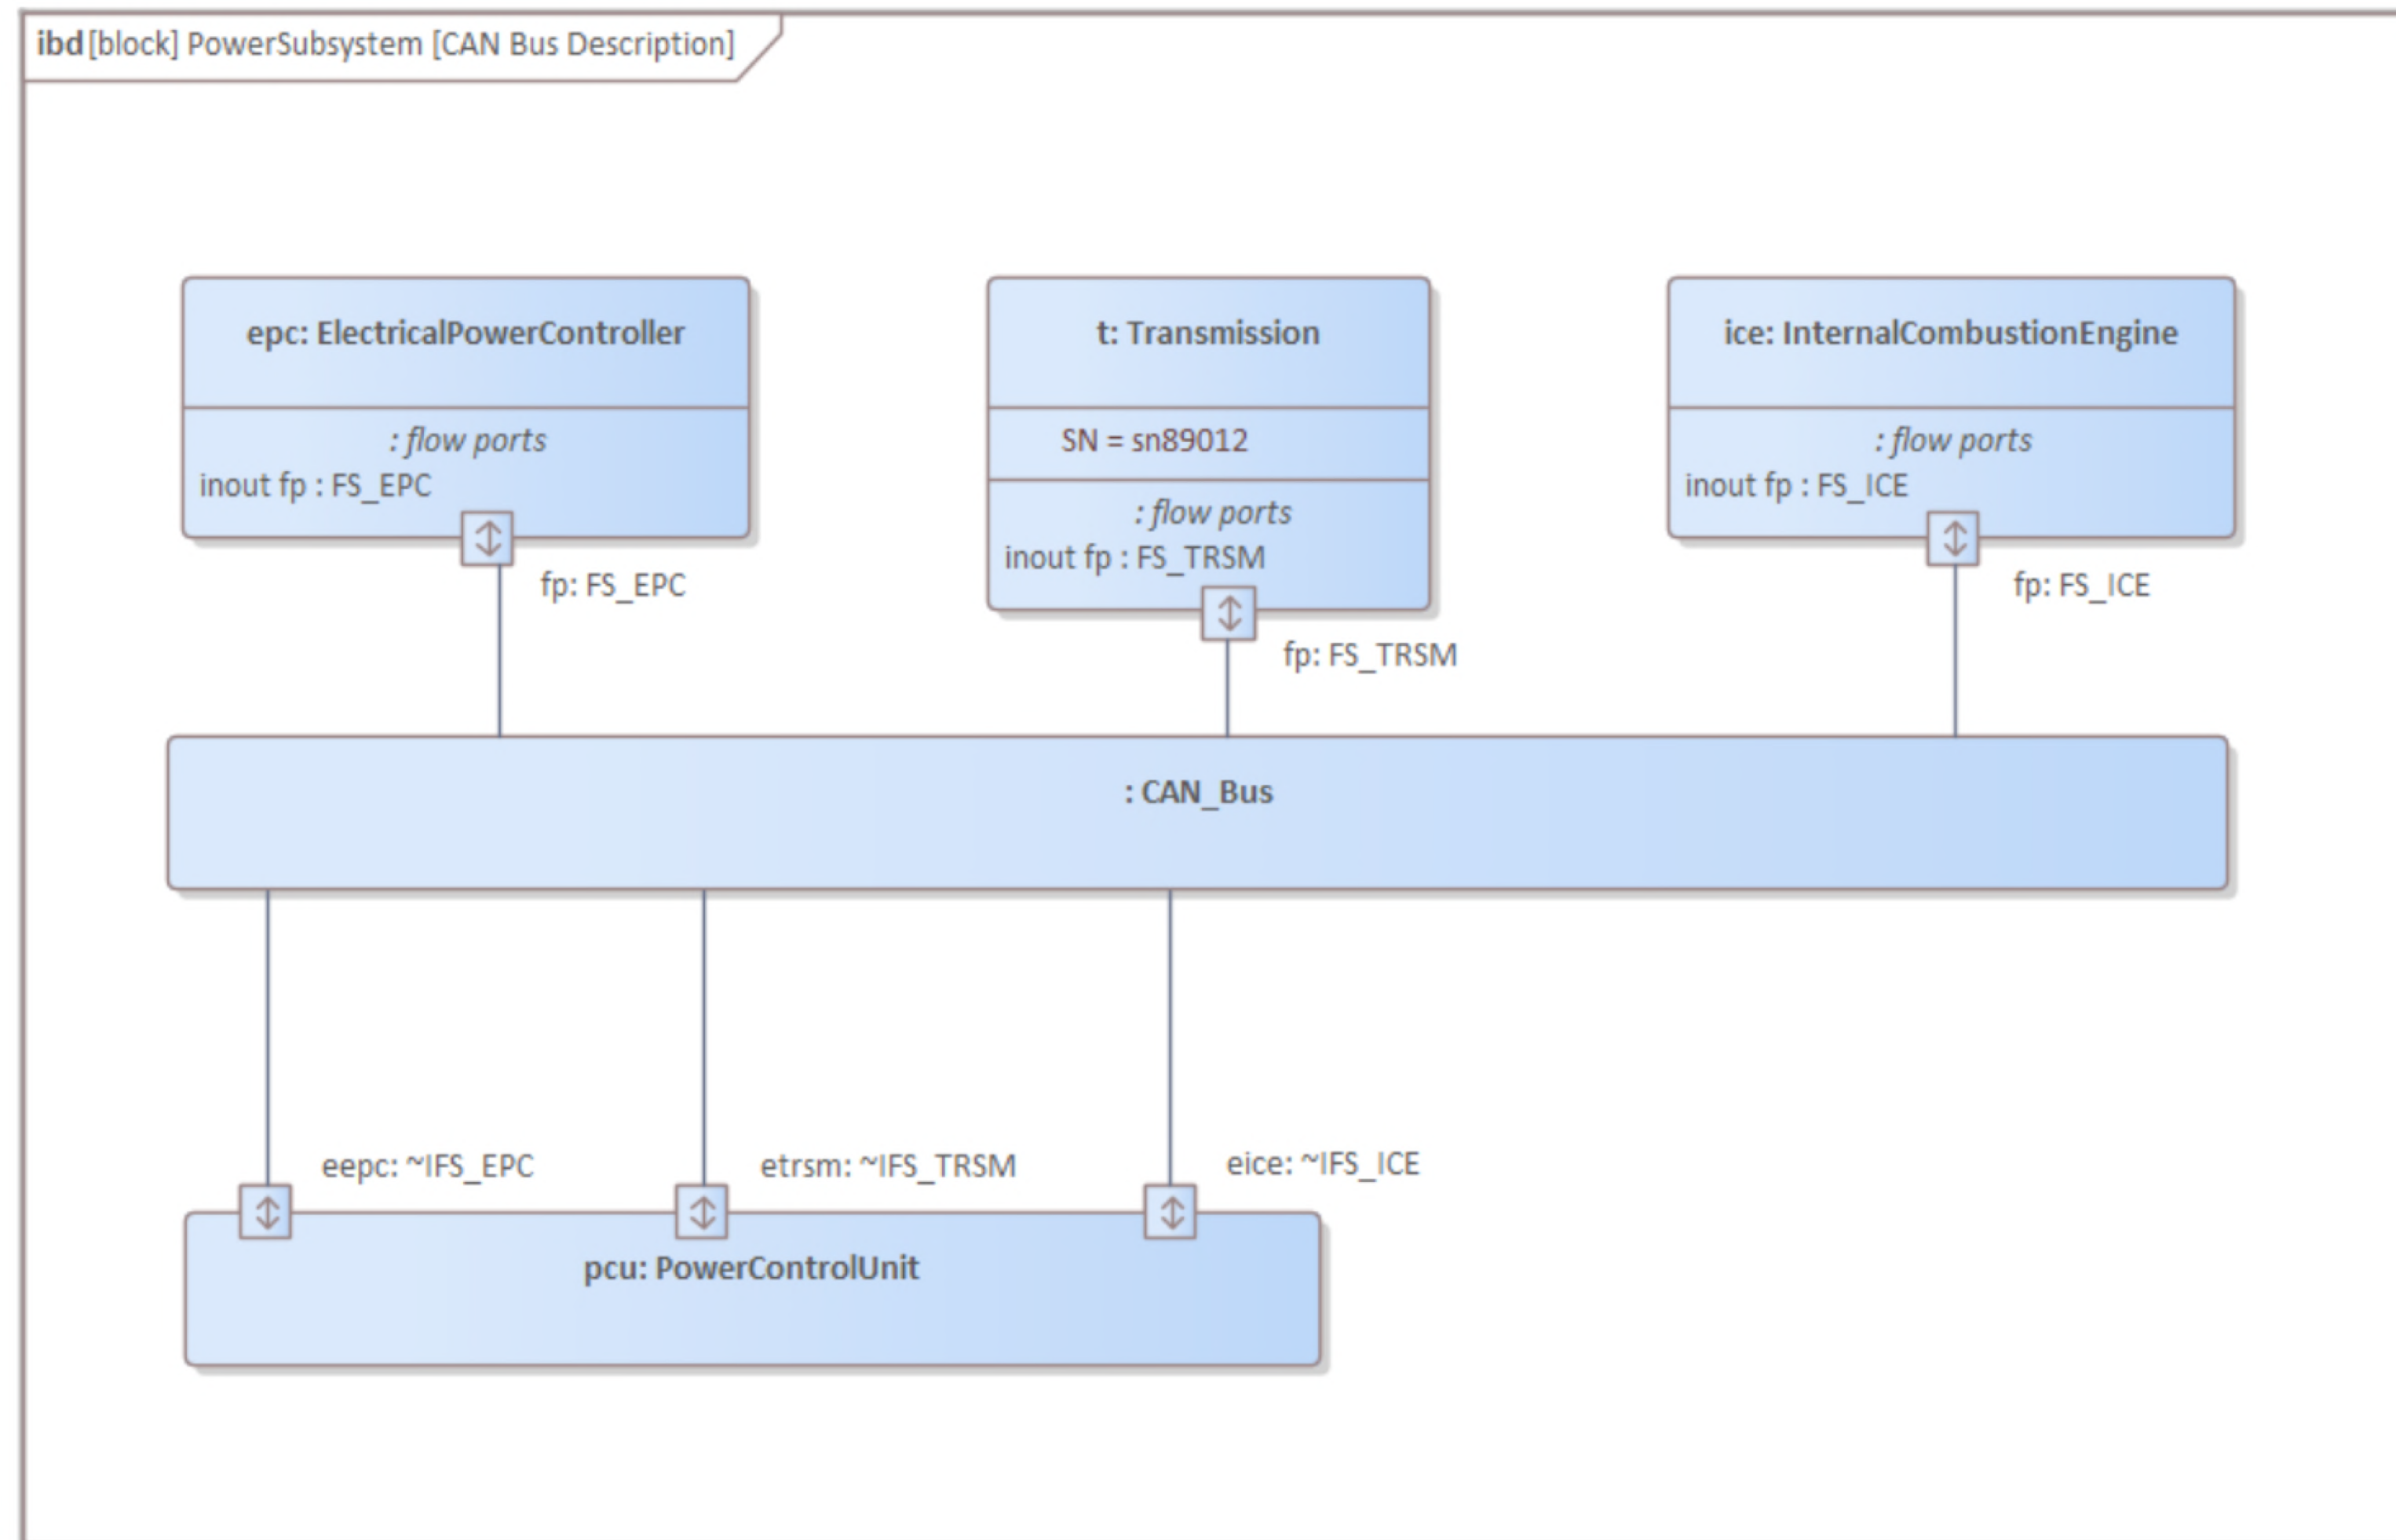 ibd [block] PowerSubsystem [CAN Bus Description]
epc: ElectricalPowerController
: flow ports
inout fp : FS_EPC
fp: FS_EPC
t: Transmission
SN = sn89012
: flow ports
inout fp : FS_TRSM
fp: FS_TRSM
ice: InternalCombustionEngine
: flow ports
inout fp : FS_ICE
fp: FS_ICE
: CAN_Bus
eepc: ~IFS_EPC
etrsm: ~IFS_TRSM
eice: ~IFS_ICE
pcu: PowerControlUnit